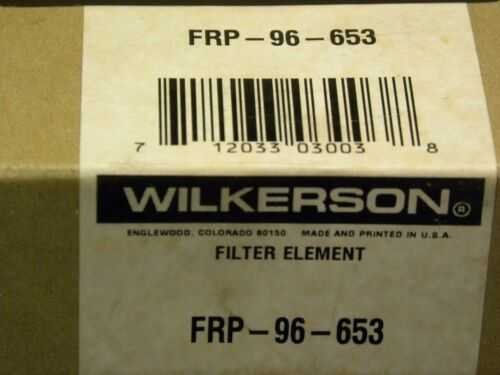 FRP-96-653
7 12033 03003 8
WILKERSON®
ENGLEWOOD, COLORADO 80150 MADE AND PRINTED IN U.S.A.
FILTER ELEMENT
FRP-96-653